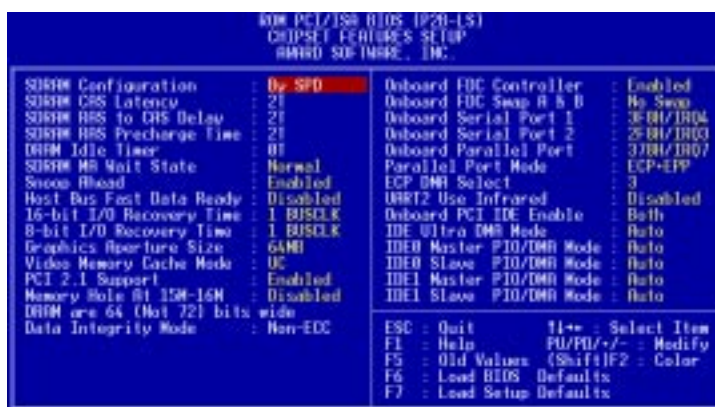 ROM PCI/ISA BIOS (P2B-LS)
CHIPSET FEATURES SETUP
AWARD SOFTWARE, INC.
SDRAM Configuration : By SPD
SDRAM CAS Latency : 2T
SDRAM RAS to CAS Delay : 2T
SDRAM RAS Precharge Time : 2T
DRAM Idle Timer : 0T
SDRAM MA Wait State : Normal
Snoop Ahead : Enabled
Host Bus Fast Data Ready : Disabled
16-bit I/O Recovery Time : 1 BUSCLK
8-bit I/O Recovery Time : 1 BUSCLK
Graphics Aperture Size : 64MB
Video Memory Cache Mode : UC
PCI 2.1 Support : Enabled
Memory Hole At 15M-16M : Disabled
DRAM are 64 (Not 72) bits wide
Data Integrity Mode : Non-ECC
Onboard FDC Controller : Enabled
Onboard FDC Swap A & B : No Swap
Onboard Serial Port 1 : 3F8H/IRQ4
Onboard Serial Port 2 : 2F8H/IRQ3
Onboard Parallel Port : 378H/IRQ7
Parallel Port Mode : ECP+EPP
ECP DMA Select : 3
UART2 Use Infrared : Disabled
Onboard PCI IDE Enable : Both
IDE Ultra DMA Mode : Auto
IDE0 Master PIO/DMA Mode : Auto
IDE0 Slave PIO/DMA Mode : Auto
IDE1 Master PIO/DMA Mode : Auto
IDE1 Slave PIO/DMA Mode : Auto
ESC : Quit ↑↓→← : Select Item
F1 : Help PU/PD/+/- : Modify
F5 : Old Values (Shift)F2 : Color
F6 : Load BIOS Defaults
F7 : Load Setup Defaults